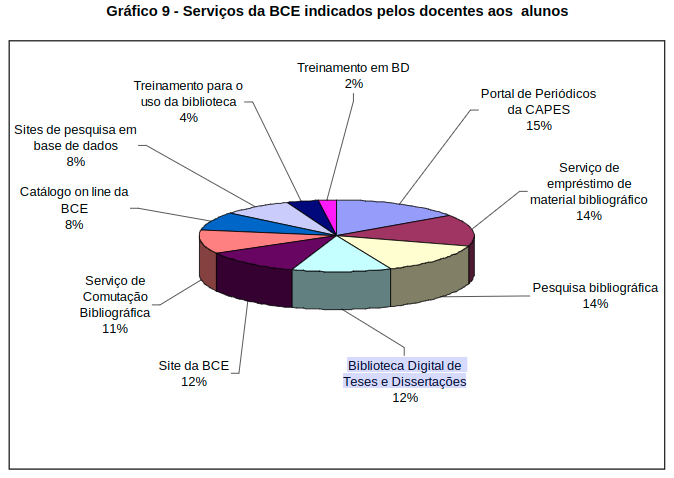 Gráfico 9 - Serviços da BCE indicados pelos docentes aos  alunos
Treinamento em BD
2%
Treinamento para o
uso da biblioteca
4%
Portal de Periódicos
da CAPES
15%
Sites de pesquisa em
base de dados
8%
Serviço de
empréstimo de
material bibliográfico
14%
Catálogo on line da
BCE
8%
Serviço de
Comutação
Bibliográfica
11%
Pesquisa bibliográfica
14%
Site da BCE
12%
Biblioteca Digital de
Teses e Dissertações
12%